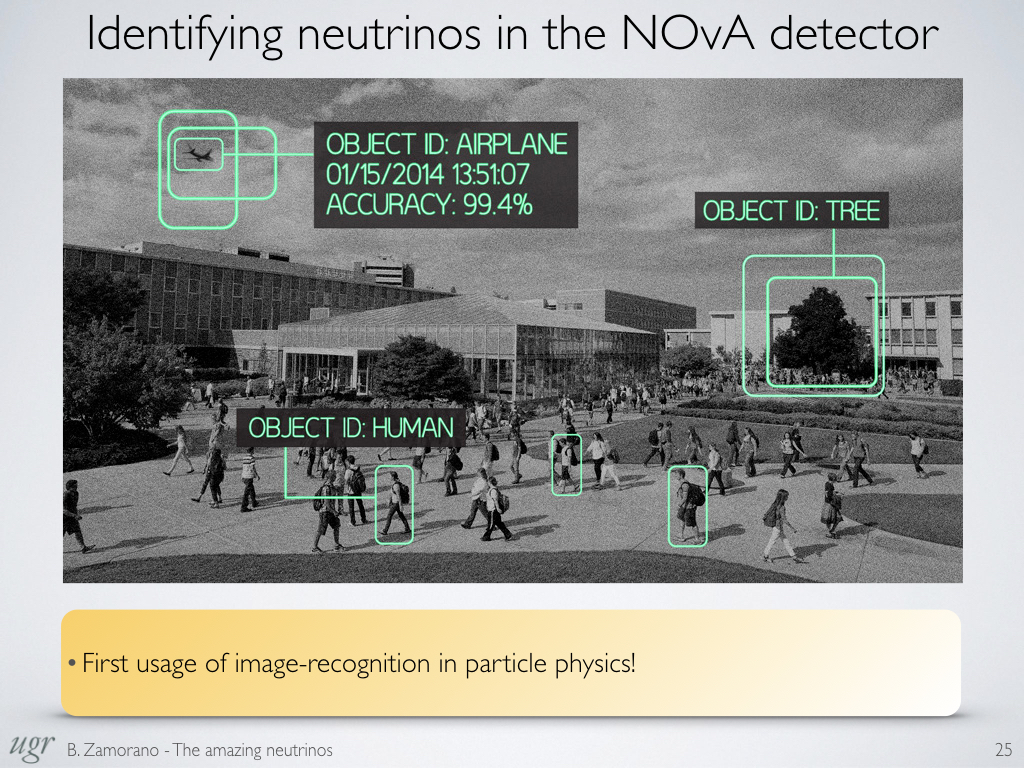 Identifying neutrinos in the NOvA detector
OBJECT ID: AIRPLANE
01/15/2014 13:51:07
ACCURACY: 99.4%
OBJECT ID: TREE
OBJECT ID: HUMAN
• First usage of image-recognition in particle physics!
ugr B. Zamorano - The amazing neutrinos 25